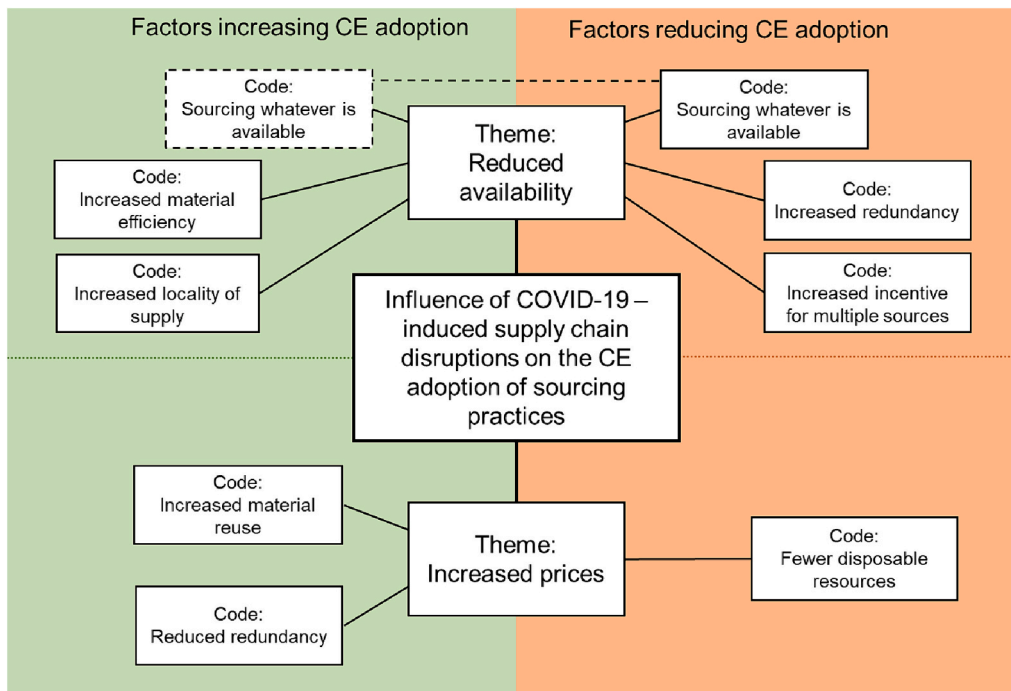 Factors increasing CE adoption
Factors reducing CE adoption
Code:
Sourcing whatever is
available
Code:
Sourcing whatever is
available
Theme:
Reduced
availability
Code:
Increased material
efficiency
Code:
Increased redundancy
Code:
Increased locality of
supply
Code:
Increased incentive
for multiple sources
Influence of COVID-19 –
induced supply chain
disruptions on the CE
adoption of sourcing
practices
Code:
Increased material
reuse
Theme:
Increased prices
Code:
Fewer disposable
resources
Code:
Reduced redundancy